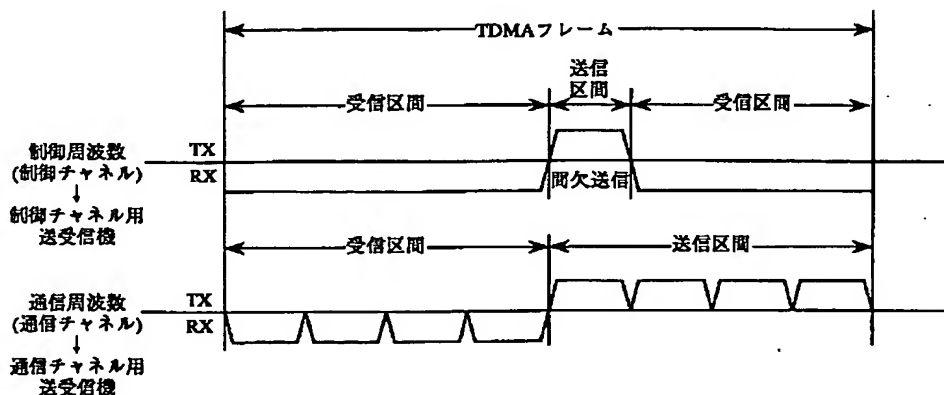 TDMAフレーム
送信
区間
受信区間
受信区間
制御周波数
(制御チャネル)
↓
制御チャネル用
送受信機
TX
RX
間欠送信
受信区間
送信区間
通信周波数
(通信チャネル)
↓
通信チャネル用
送受信機
TX
RX